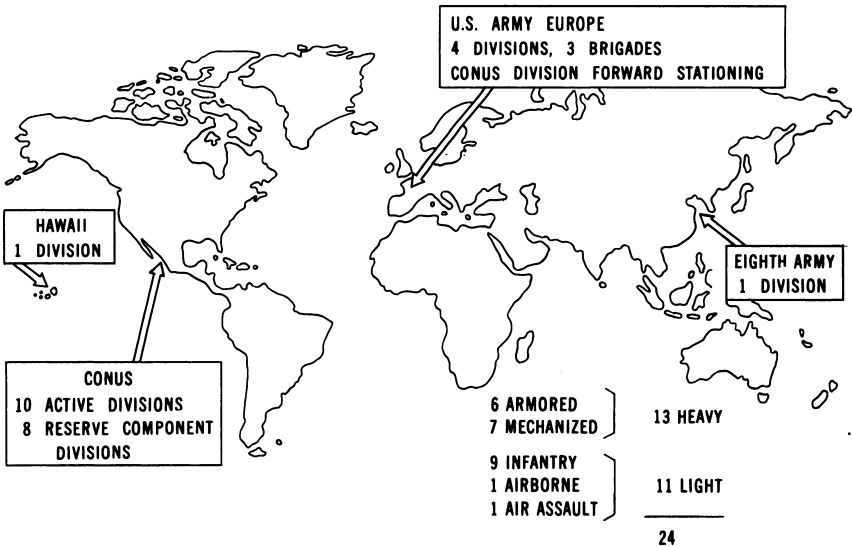 U.S. ARMY EUROPE
4 DIVISIONS, 3 BRIGADES
CONUS DIVISION FORWARD STATIONING
HAWAII
1 DIVISION
EIGHTH ARMY
1 DIVISION
CONUS
10 ACTIVE DIVISIONS
8 RESERVE COMPONENT
DIVISIONS
6 ARMORED
7 MECHANIZED
13 HEAVY
9 INFANTRY
1 AIRBORNE
11 LIGHT
1 AIR ASSAULT
24